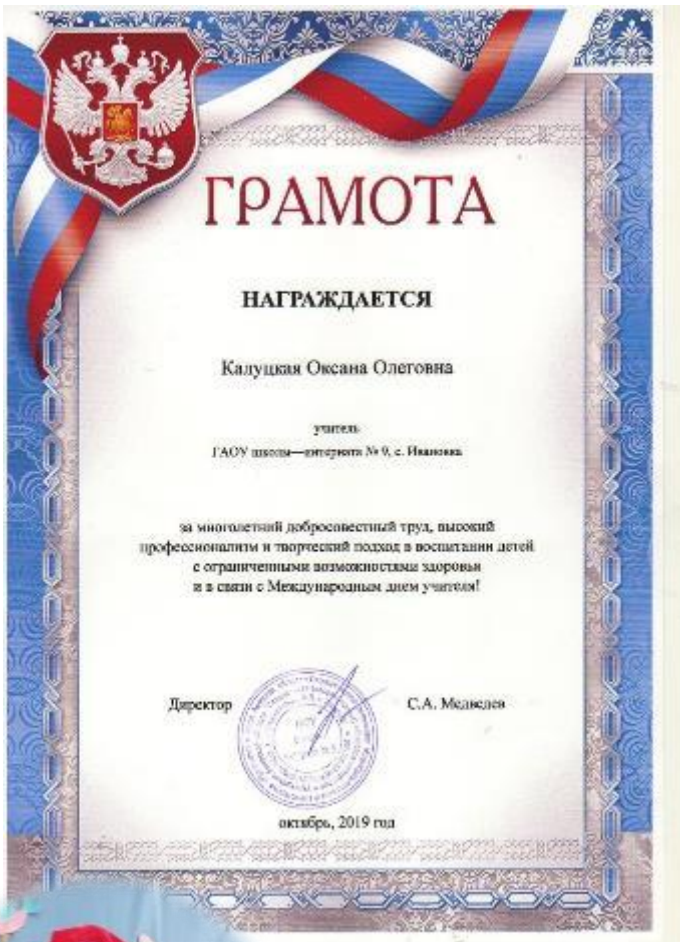 ГРАМОТА
НАГРАЖДАЕТСЯ
Калуцкая Оксана Олеговна
учитель
ГАОУ школы—интерната № 9, с. Ивановка
за многолетний добросовестный труд, высокий
профессионализм и творческий подход в воспитании детей
с ограниченными возможностями здоровья
и в связи с Международным днем учителя!
Директор С.А. Медведев
октябрь, 2019 год